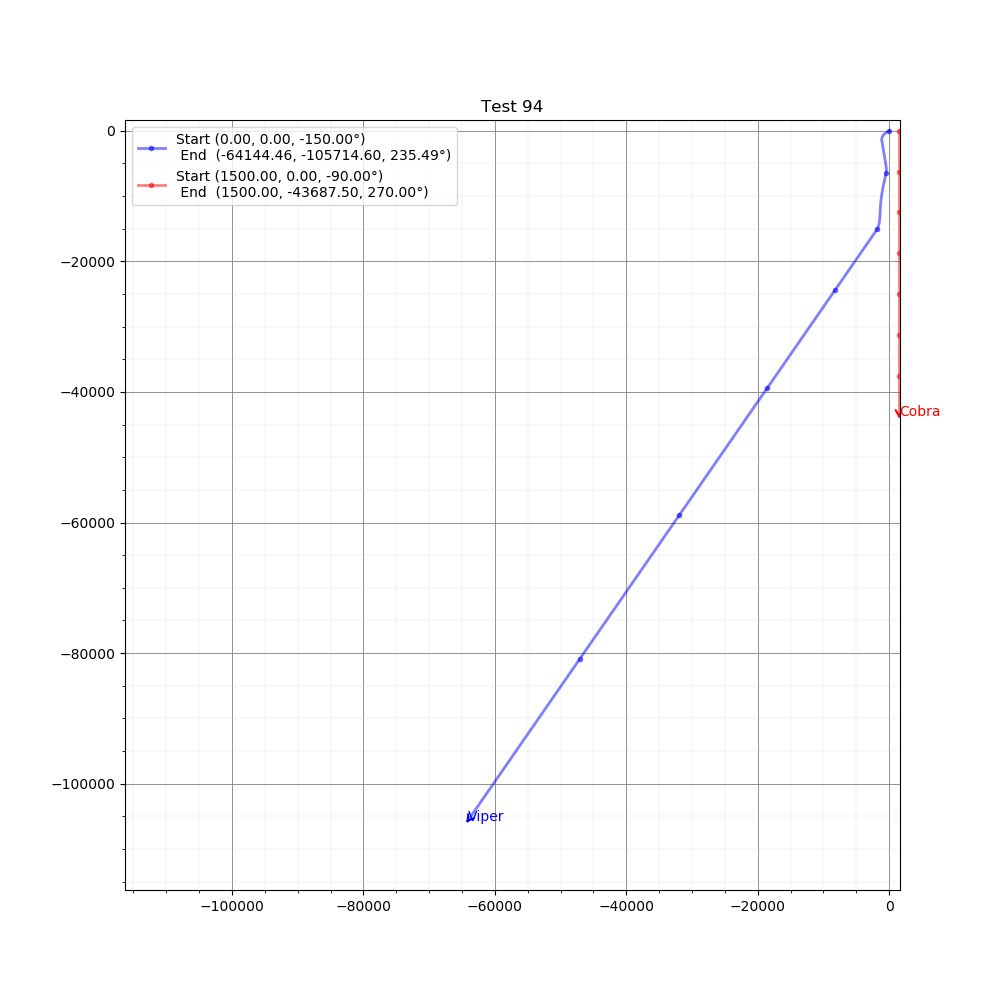 Test 94
Start (0.00, 0.00, -150.00°)
End (-64144.46, -105714.60, 235.49°)
Start (1500.00, 0.00, -90.00°)
End (1500.00, -43687.50, 270.00°)
0
−20000
−40000
−60000
−80000
−100000
Cobra
Viper
−100000 −80000 −60000 −40000 −20000 0